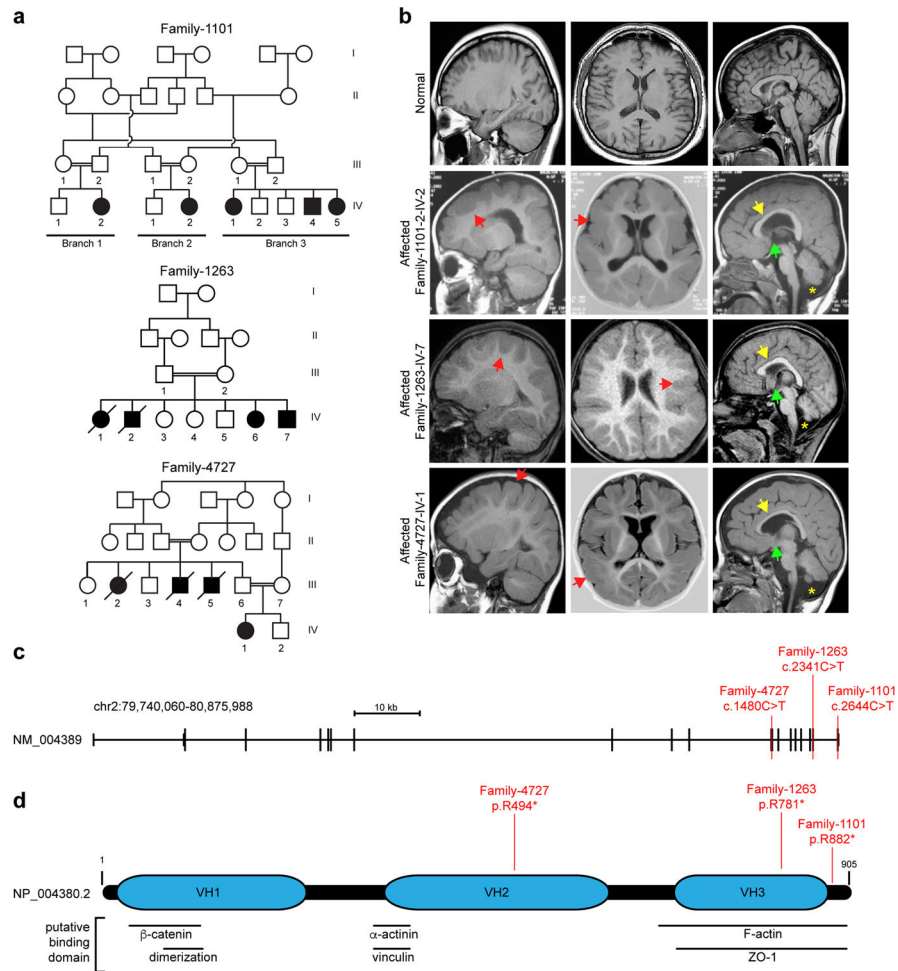 a
Family-1101
I
II
III
1 2 1 2 1 2
IV
1 2 1 2 1 2 3 4 5
Branch 1 Branch 2 Branch 3
Family-1263
I
II
III
1 2
IV
1 2 3 4 5 6 7
Family-4727
I
II
III
1 2 3 4 5 6 7
IV
1 2
b
Normal
Affected
Family-1101-2-IV-2
*
Affected
Family-1263-IV-7
*
Affected
Family-4727-IV-1
*
c
chr2:79,740,060-80,875,988
10 kb
Family-4727
c.1480C>T
Family-1263
c.2341C>T
Family-1101
c.2644C>T
NM_004389
d
Family-4727
p.R494*
Family-1263
p.R781*
Family-1101
p.R882*
1
905
NP_004380.2
VH1 VH2 VH3
putative
binding
domain
β-catenin α-actinin F-actin
dimerization vinculin ZO-1